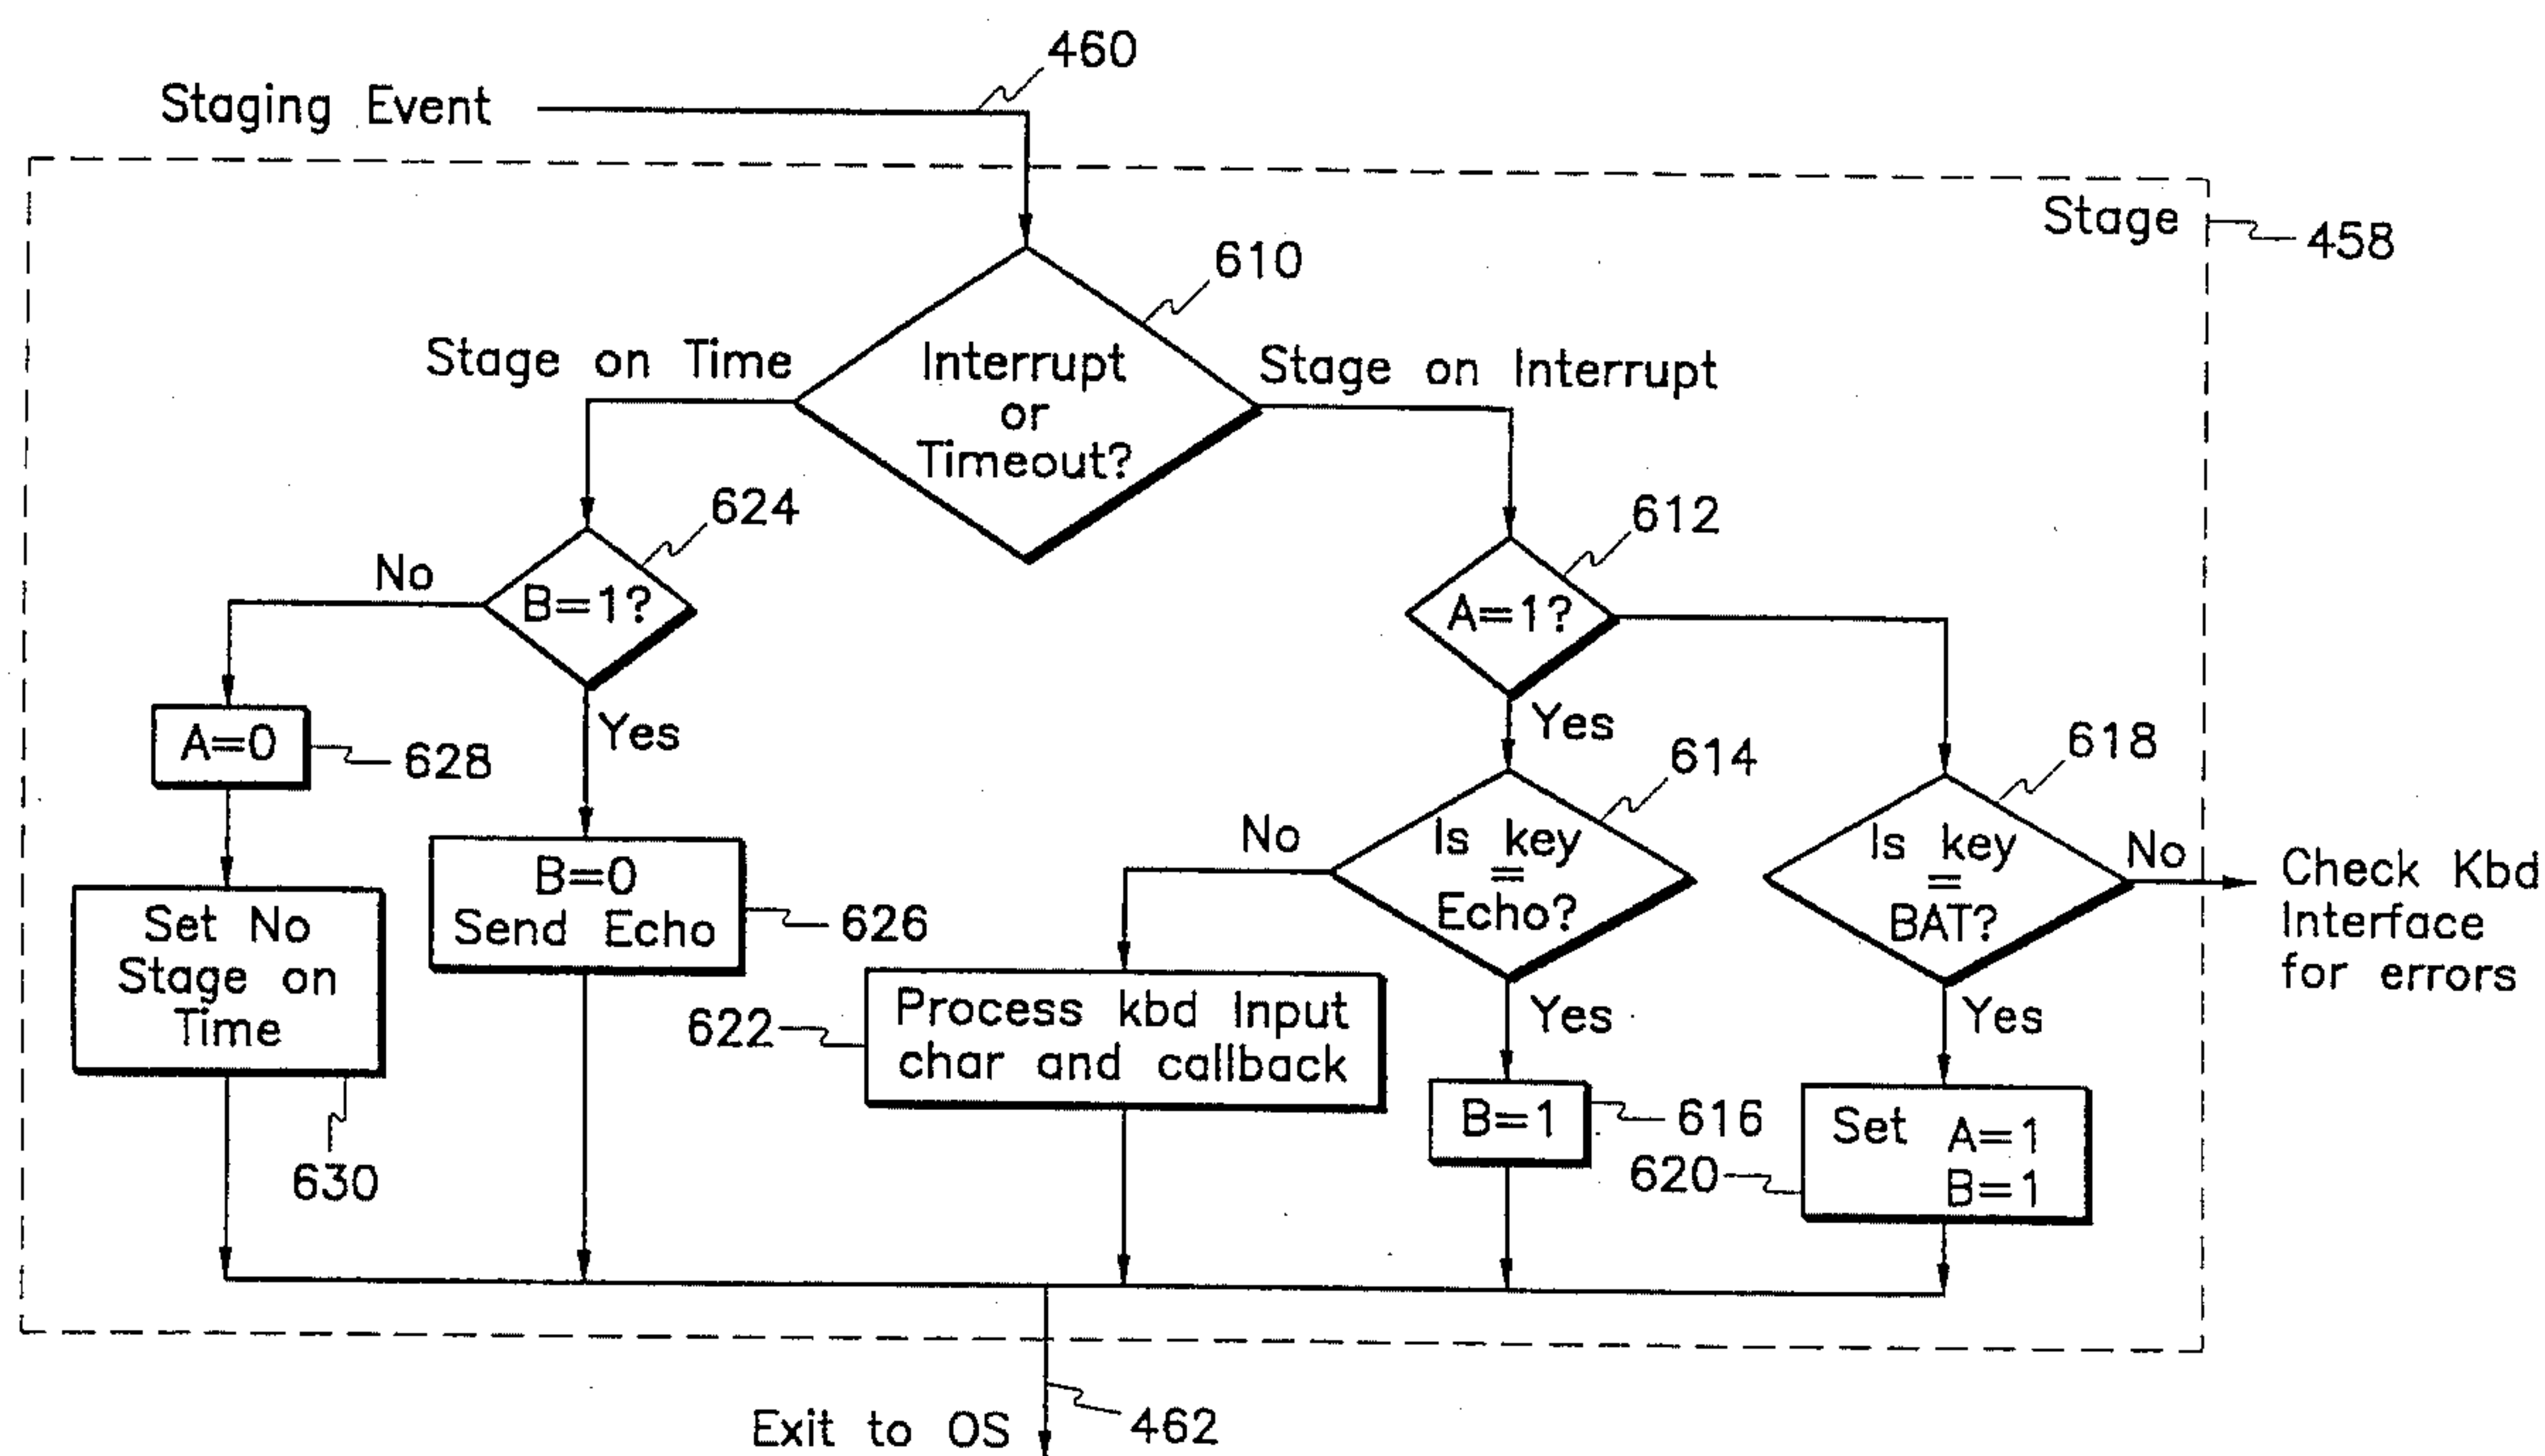 460
Staging Event
Stage
458
610
Stage on Time
Interrupt
or
Timeout?
Stage on Interrupt
624
No
B=1?
Yes
612
A=1?
Yes
A=0
628
Set No
Stage on
Time
630
B=0
Send Echo
626
614
No
Is key
=
Echo?
Yes
618
Is key
=
BAT?
No
Yes
Check Kbd
Interface
for errors
622
Process kbd Input
char and callback
B=1
616
Set A=1
B=1
620
Exit to OS
462